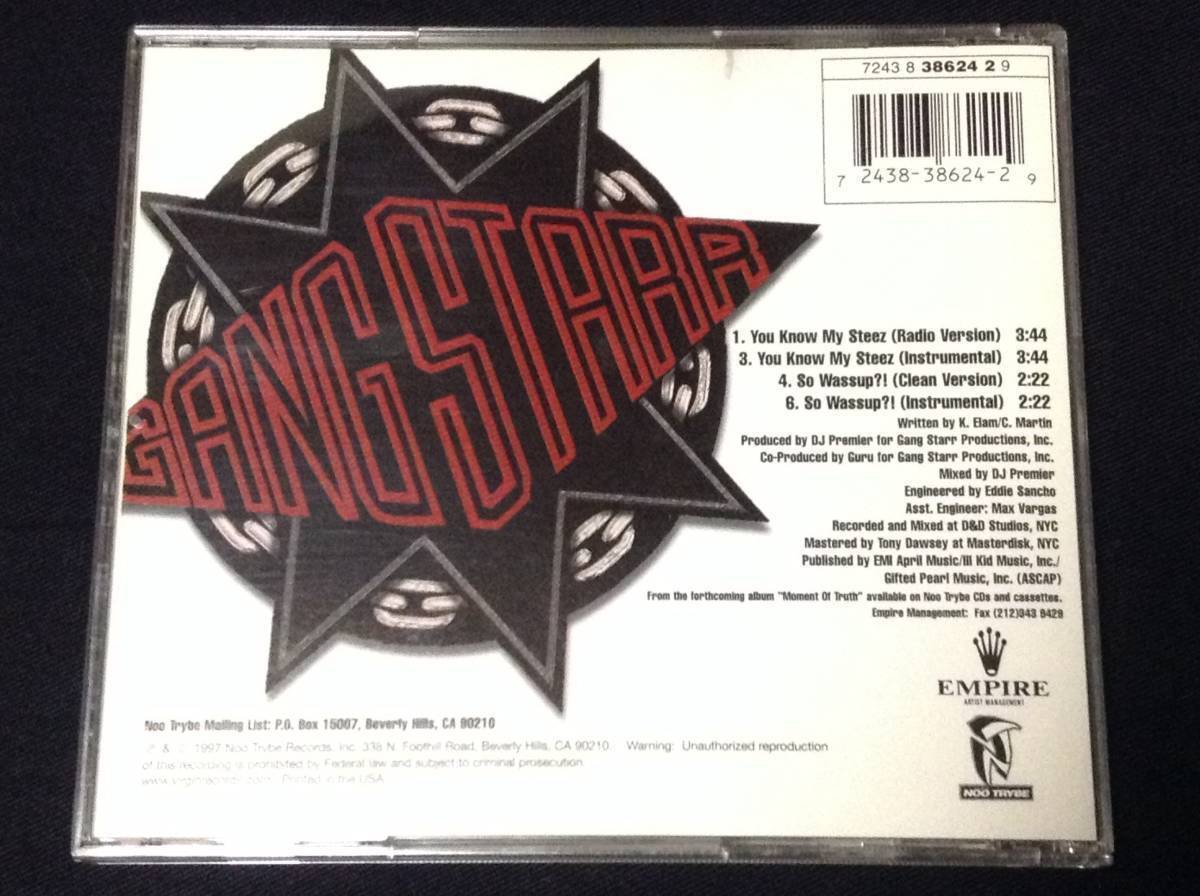 7243 8 38624 2 9
7 2438-38624-2 9
GANG STARR
1. You Know My Steez (Radio Version) 3:44
3. You Know My Steez (Instrumental) 3:44
4. So Wassup?! (Clean Version) 2:22
6. So Wassup?! (Instrumental) 2:22
Written by K. Elam/C. Martin
Produced by DJ Premier for Gang Starr Productions, Inc.
Co-Produced by Guru for Gang Starr Productions, Inc.
Mixed by DJ Premier
Engineered by Eddie Sancho
Asst. Engineer: Max Vargas
Recorded and Mixed at D&D Studios, NYC
Mastered by Tony Dawsey at Masterdisk, NYC
Published by EMI April Music/Ill Kid Music, Inc./
Gifted Pearl Music, Inc. (ASCAP)
From the forthcoming album "Moment Of Truth" available on Noo Trybe CDs and cassettes.
Empire Management: Fax (212)343 9429
EMPIRE
ARTIST MANAGEMENT
NOO TRYBE
Noo Trybe Mailing List: P.O. Box 15007, Beverly Hills, CA 90210
℗ & © 1997 Noo Trybe Records, Inc. 338 N. Foothill Road, Beverly Hills, CA 90210. Warning: Unauthorized reproduction
of this recording is prohibited by Federal law and subject to criminal prosecution.
www.virginrecords.com Printed in the USA